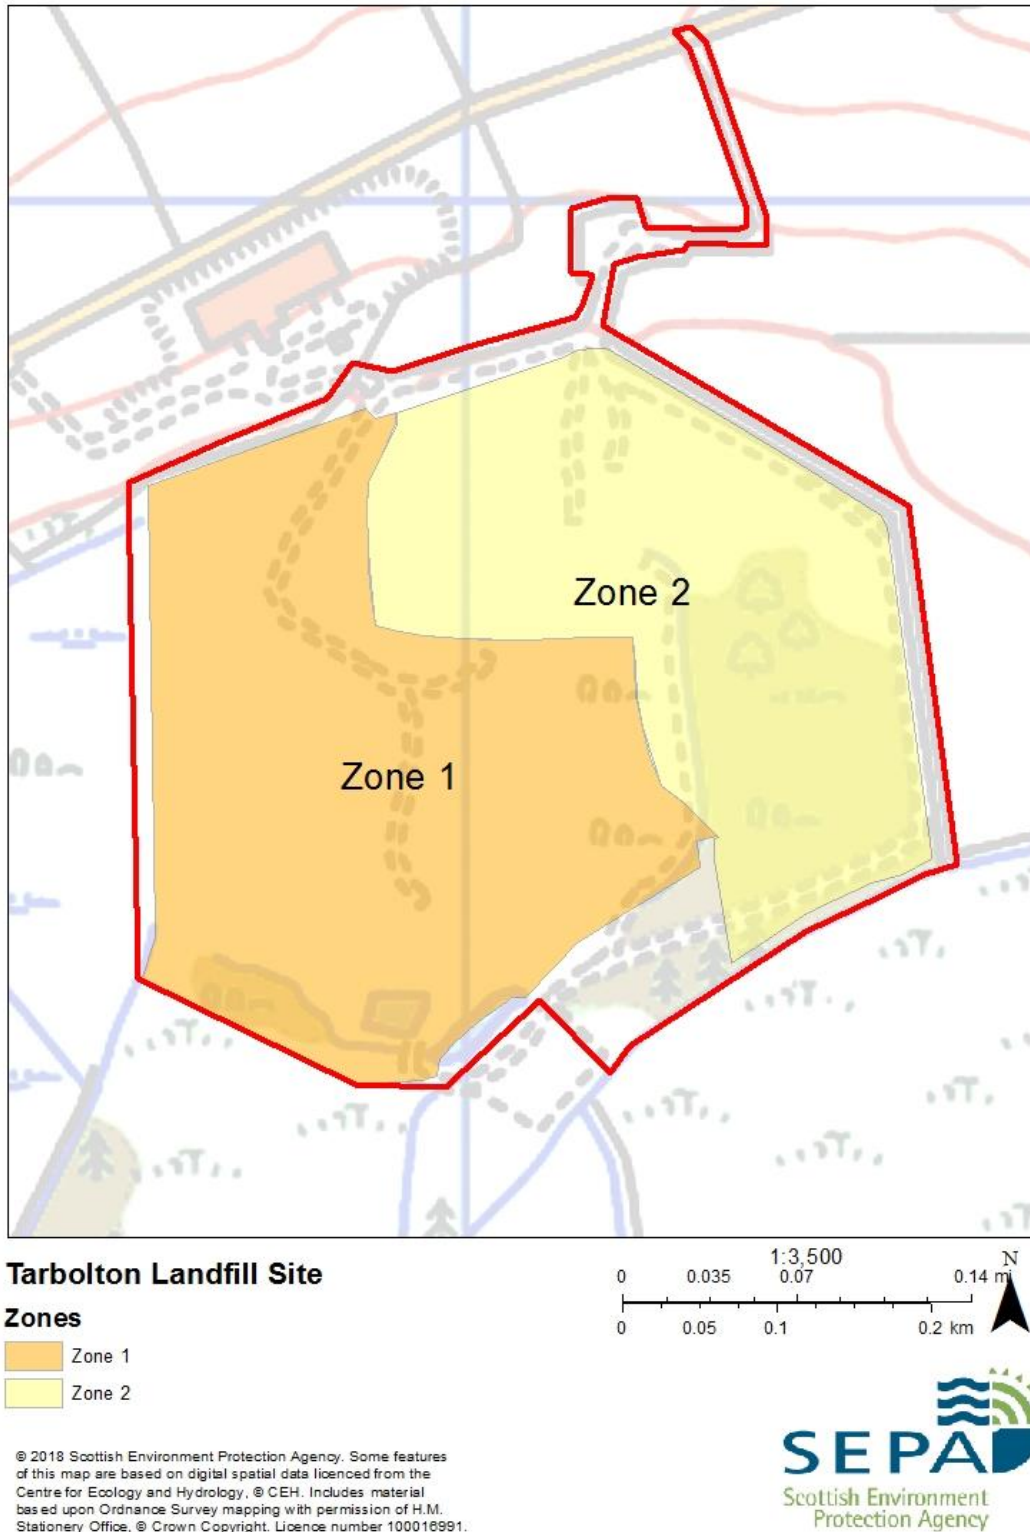 Zone 2
Zone 1
Tarbolton Landfill Site
Zones
Zone 1
Zone 2
1:3,500
0 0.035 0.07 0.14 mi
0 0.05 0.1 0.2 km
N
© 2018 Scottish Environment Protection Agency. Some features
of this map are based on digital spatial data licenced from the
Centre for Ecology and Hydrology, © CEH. Includes material
based upon Ordnance Survey mapping with permission of H.M.
Stationery Office, © Crown Copyright. Licence number 100016991.
SEPA
Scottish Environment
Protection Agency